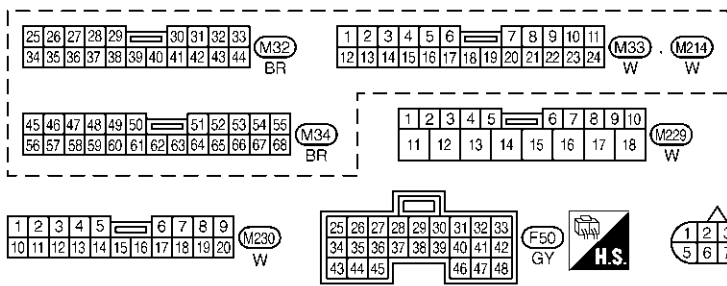 25 26 27 28 29 30 31 32 33
34 35 36 37 38 39 40 41 42 43 44
M32
BR
1 2 3 4 5 6 7 8 9 10 11
12 13 14 15 16 17 18 19 20 21 22 23 24
M33 , M214
W W
45 46 47 48 49 50 51 52 53 54 55
56 57 58 59 60 61 62 63 64 65 66 67 68
M34
BR
1 2 3 4 5 6 7 8 9 10
11 12 13 14 15 16 17 18
M229
W
1 2 3 4 5 6 7 8 9
10 11 12 13 14 15 16 17 18 19 20
M230
W
25 26 27 28 29 30 31 32 33
34 35 36 37 38 39 40 41 42
43 44 45 46 47 48
F50
GY
H.S.
1 2 3
5 6 7